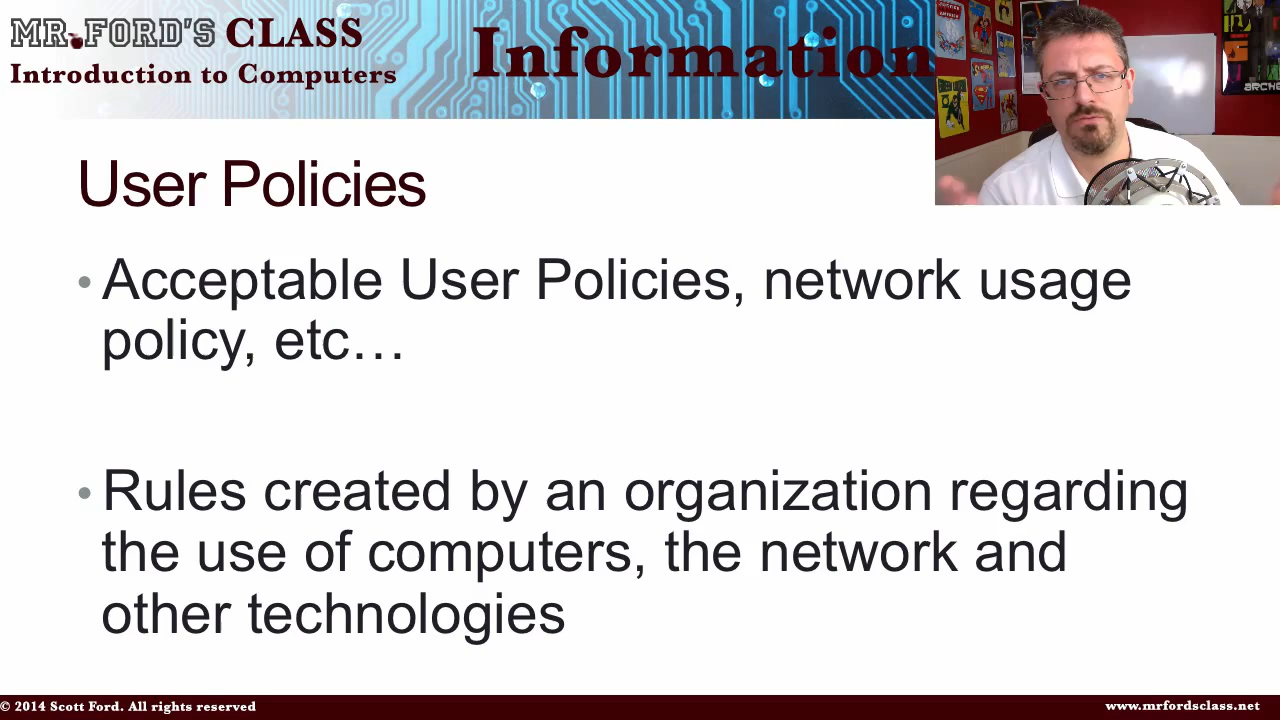 MR. FORD'S CLASS
Introduction to Computers
Information
ARCHE
User Policies
• Acceptable User Policies, network usage
policy, etc…
• Rules created by an organization regarding
the use of computers, the network and
other technologies
© 2014 Scott Ford. All rights reserved
www.mrfordsclass.net